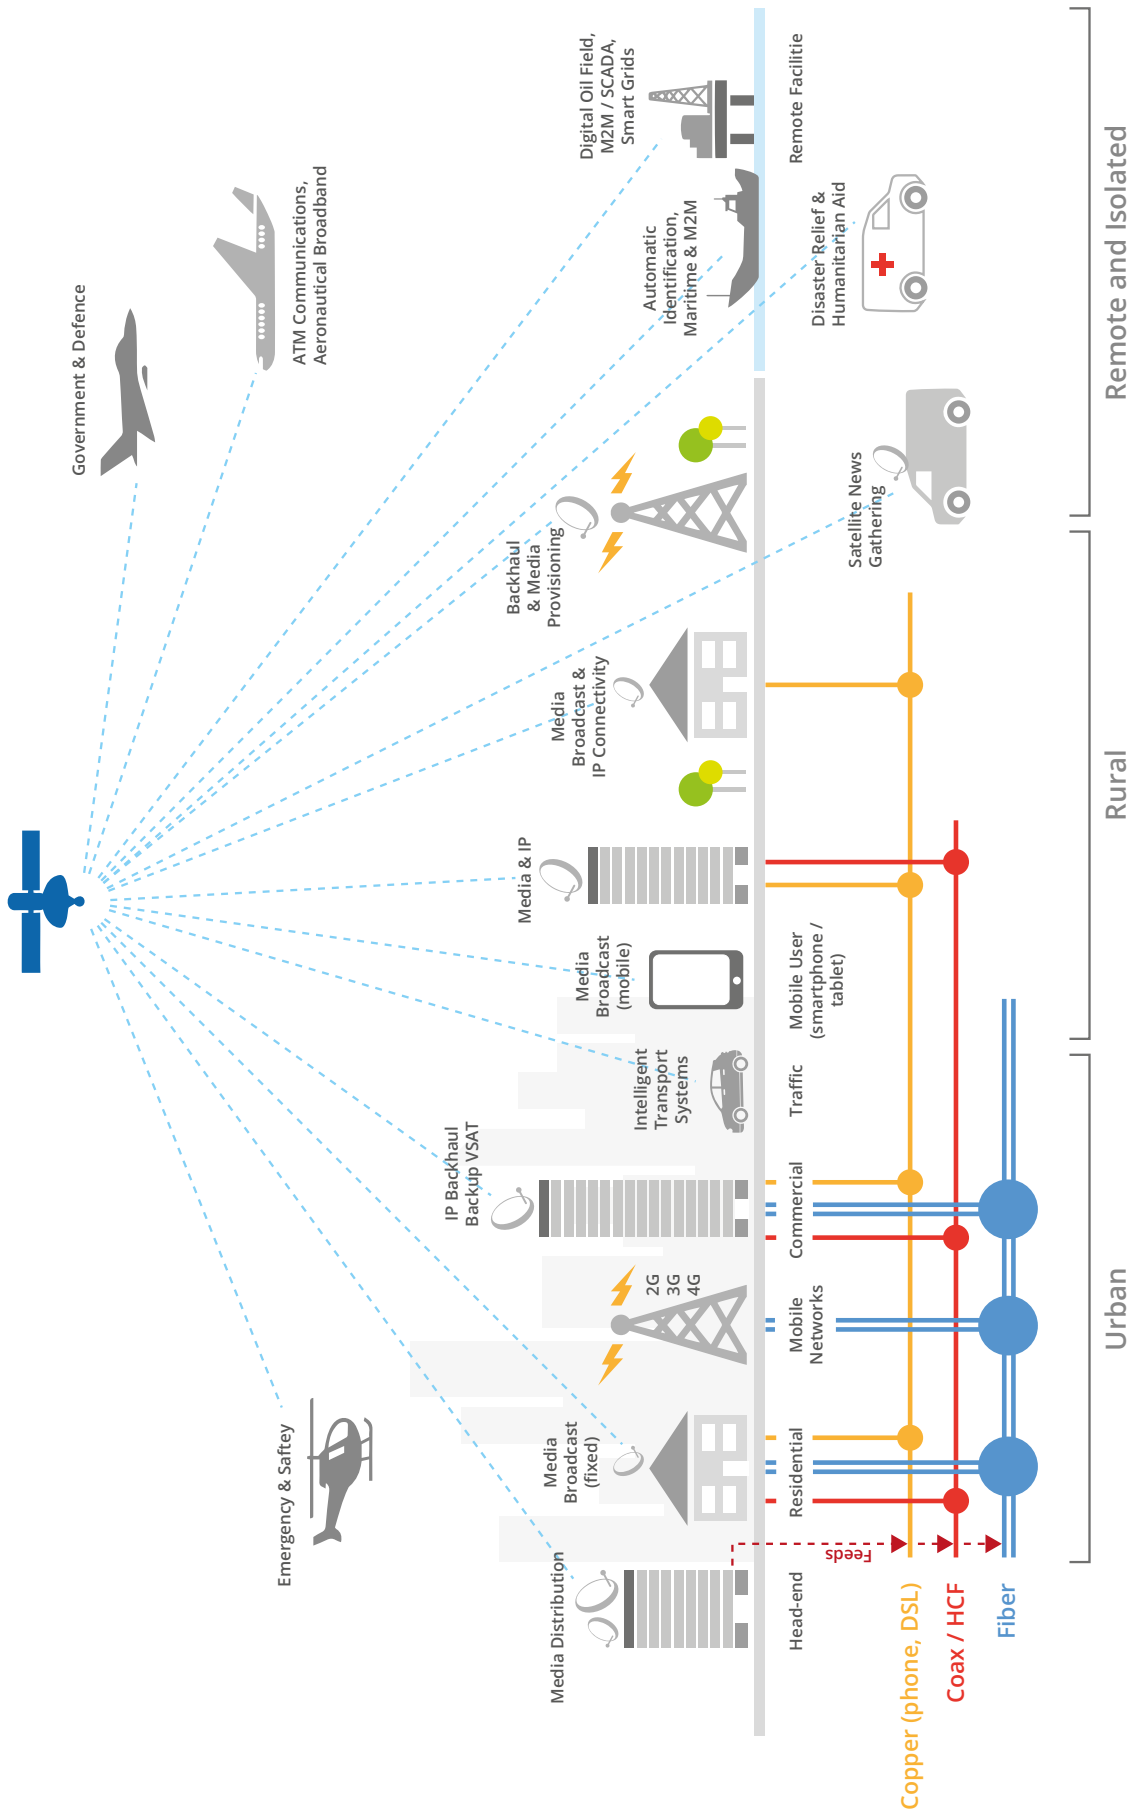 Government & Defence
ATM Communications,
Aeronautical Broadband
Emergency & Saftey
Media Distribution
Media
Broadcast
(fixed)
2G
3G
4G
IP Backhaul
Backup VSAT
Intelligent
Transport
Systems
Media
Broadcast
(mobile)
Media & IP
Media
Broadcast &
IP Connectivity
Backhaul
& Media
Provisioning
Automatic
Identification,
Maritime & M2M
Digital Oil Field,
M2M / SCADA,
Smart Grids
Head-end
Residential
Mobile
Networks
Commercial
Traffic
Mobile User
(smartphone /
tablet)
Remote Facilitie
Satellite News
Gathering
Disaster Relief &
Humanitarian Aid
Feeds
Copper (phone, DSL)
Coax / HCF
Fiber
Urban
Rural
Remote and Isolated